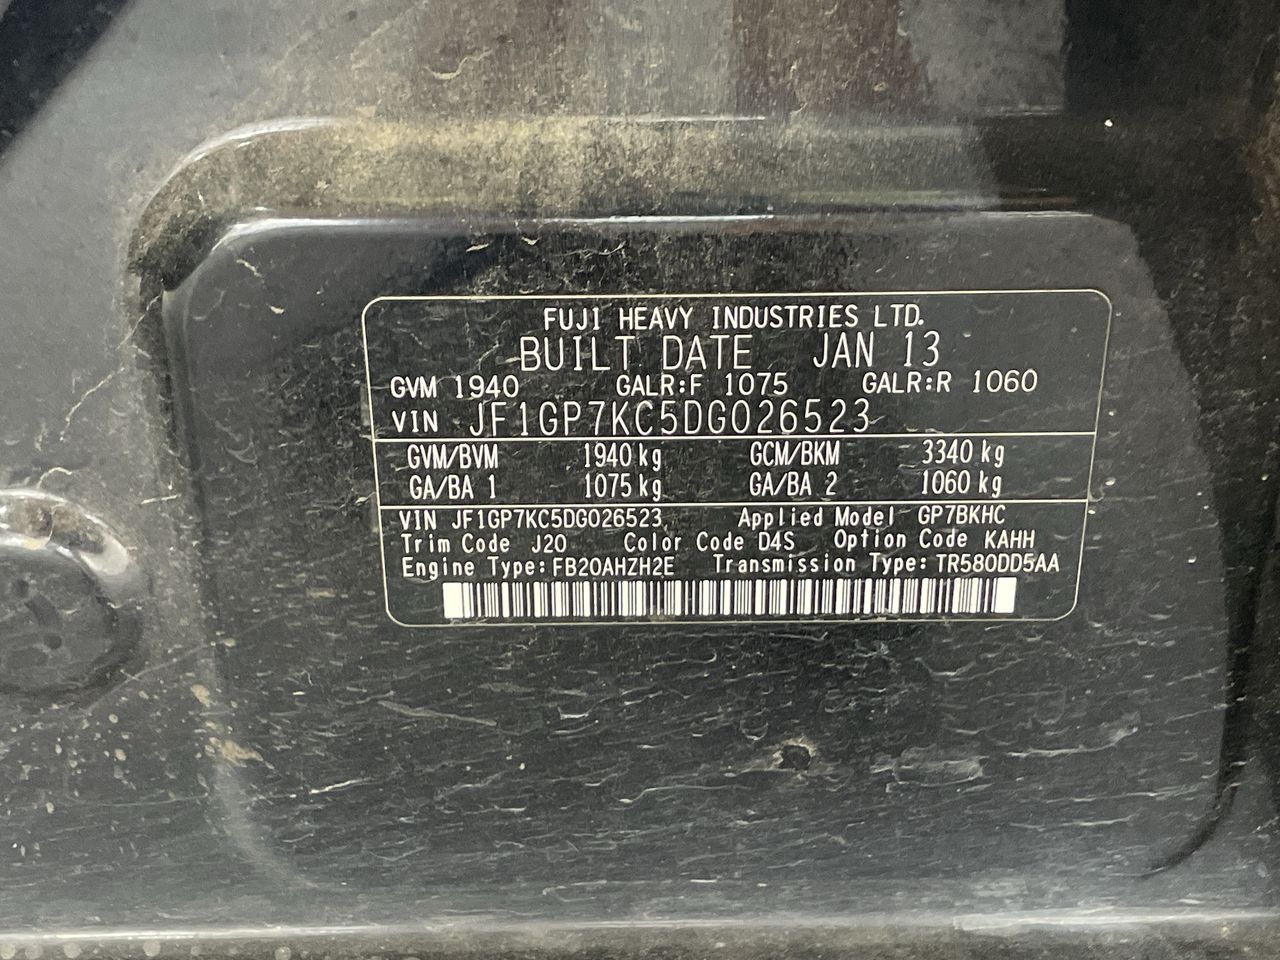 FUJI HEAVY INDUSTRIES LTD.
BUILT DATE JAN 13
GVM 1940 GALR:F 1075 GALR:R 1060
VIN JF1GP7KC5DG026523
GVM/BVM 1940 kg GCM/BKM 3340 kg
GA/BA 1 1075 kg GA/BA 2 1060 kg
VIN JF1GP7KC5DG026523 Applied Model GP7BKHC
Trim Code J20 Color Code D4S Option Code KAHH
Engine Type:FB20AHZH2E Transmission Type:TR580DD5AA